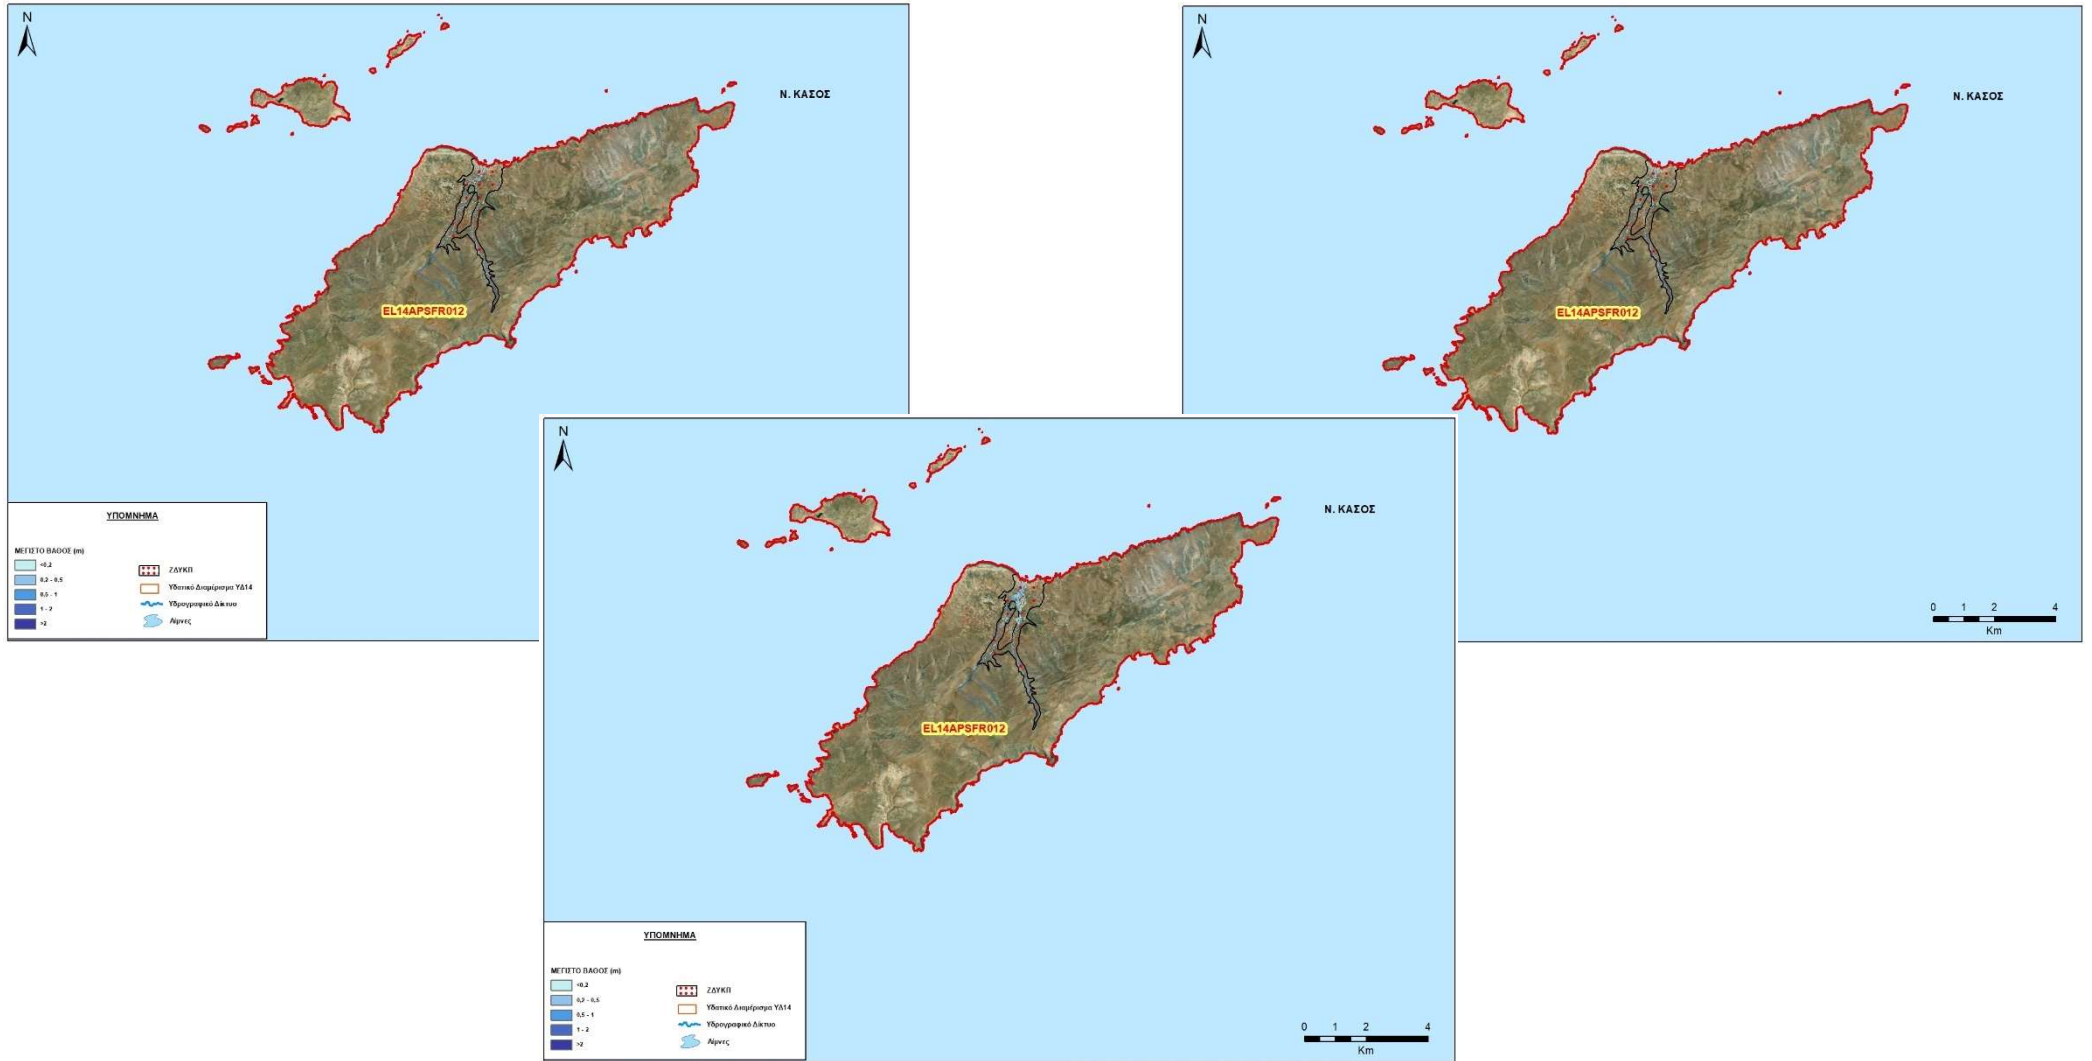 N
Ν. ΚΑΣΟΣ
EL14APSFR012
ΥΠΟΜΝΗΜΑ
ΜΕΓΙΣΤΟ ΒΑΘΟΣ (m)
<0,2
0,2 - 0,5
0,5 - 1
1 - 2
>2
ΖΔΥΚΠ
Υδατικό Διαμέρισμα ΥΔ14
Υδρογραφικό Δίκτυο
Λίμνες
N
Ν. ΚΑΣΟΣ
EL14APSFR012
0 1 2 4
Km
N
Ν. ΚΑΣΟΣ
EL14APSFR012
ΥΠΟΜΝΗΜΑ
ΜΕΓΙΣΤΟ ΒΑΘΟΣ (m)
<0,2
0,2 - 0,5
0,5 - 1
1 - 2
>2
ΖΔΥΚΠ
Υδατικό Διαμέρισμα ΥΔ14
Υδρογραφικό Δίκτυο
Λίμνες
0 1 2 4
Km